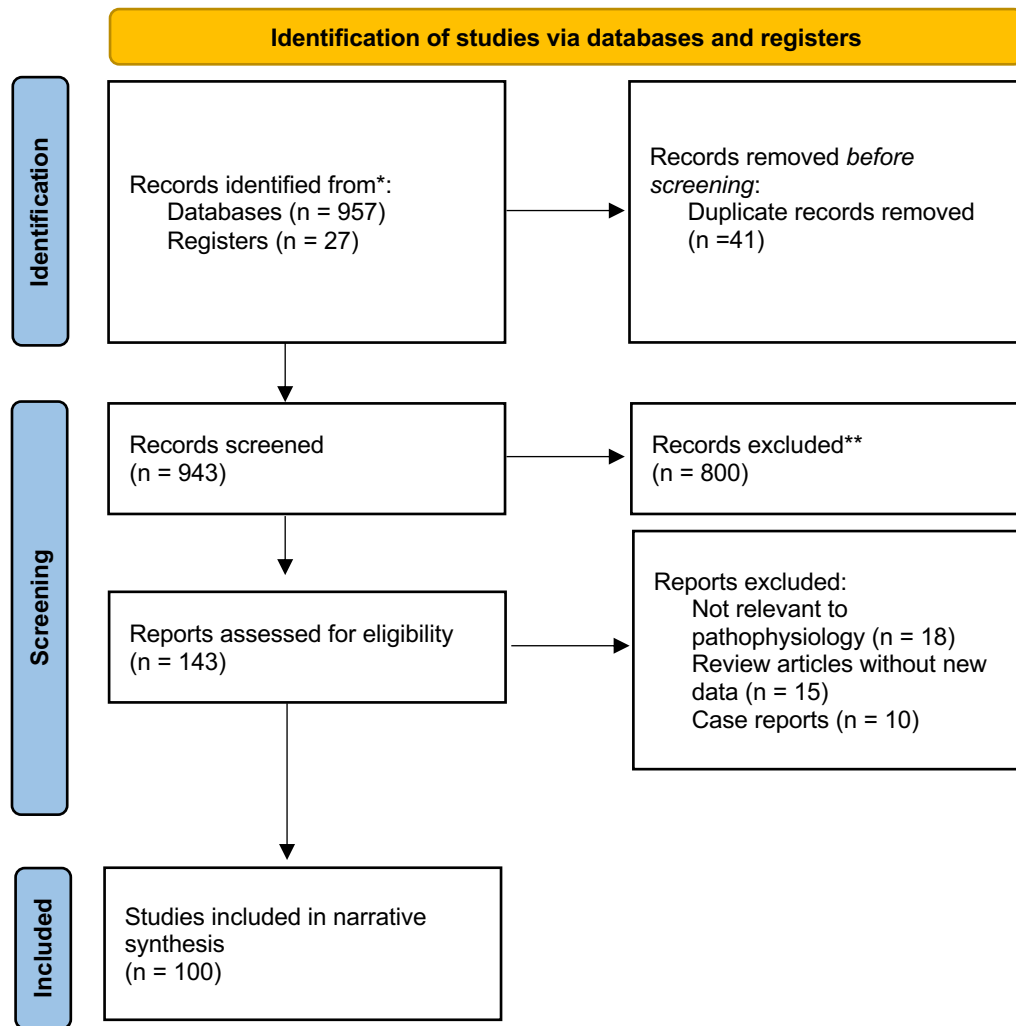 Identification of studies via databases and registers
Identification
Records identified from*:
Databases (n = 957)
Registers (n = 27)
Records removed before
screening:
Duplicate records removed
(n =41)
Screening
Records screened
(n = 943)
Records excluded**
(n = 800)
Reports assessed for eligibility
(n = 143)
Reports excluded:
Not relevant to
pathophysiology (n = 18)
Review articles without new
data (n = 15)
Case reports (n = 10)
Included
Studies included in narrative
synthesis
(n = 100)